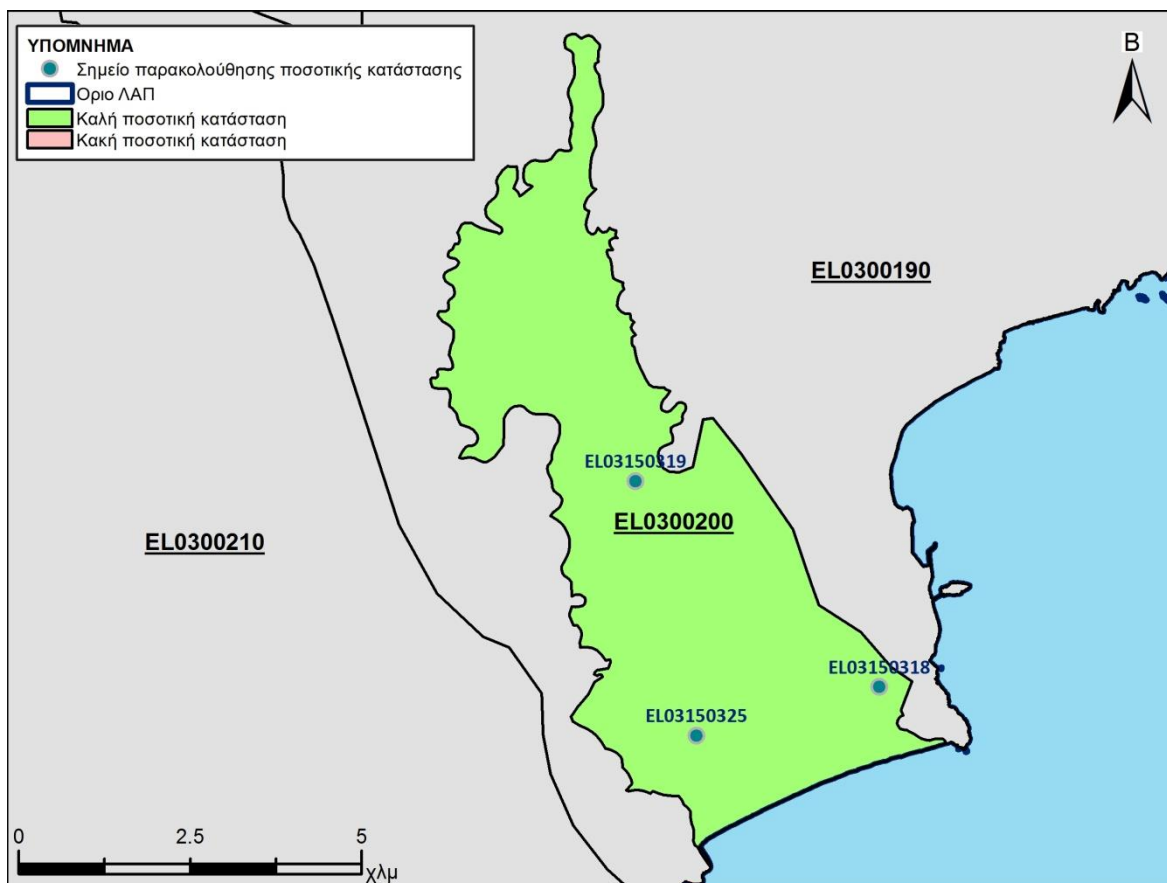 ΥΠΟΜΝΗΜΑ
Σημείο παρακολούθησης ποσοτικής κατάστασης
Οριο ΛΑΠ
Καλή ποσοτική κατάσταση
Κακή ποσοτική κατάσταση
Β
EL0300190
EL03150319
EL0300200
EL0300210
EL03150318
EL03150325
0 2.5 5
χλμ